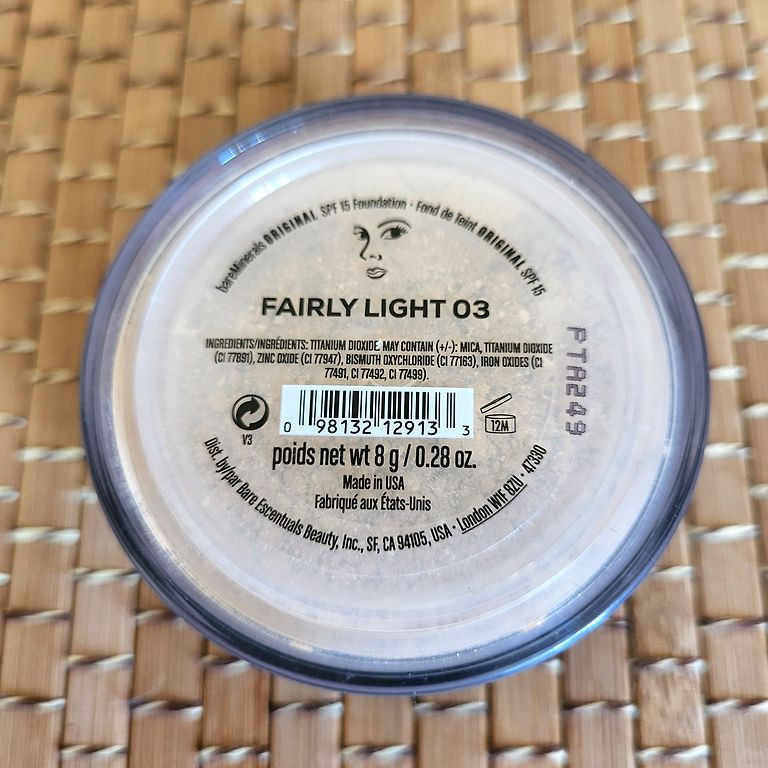 bareMinerals ORIGINAL SPF 15 Foundation • Fond de Teint ORIGINAL SPF 15
FAIRLY LIGHT 03
INGREDIENTS/INGRÉDIENTS: TITANIUM DIOXIDE. MAY CONTAIN (+/-): MICA, TITANIUM DIOXIDE
(CI 77891), ZINC OXIDE (CI 77947), BISMUTH OXYCHLORIDE (CI 77163), IRON OXIDES (CI
77491, CI 77492, CI 77499).
PTA249
0 98132 12913 3
V3
12M
poids net wt 8 g / 0.28 oz.
Made in USA
Fabriqué aux États-Unis
Dist. by/par Bare Escentuals Beauty, Inc., SF, CA 94105, USA • London W1F 8ZU • 47330